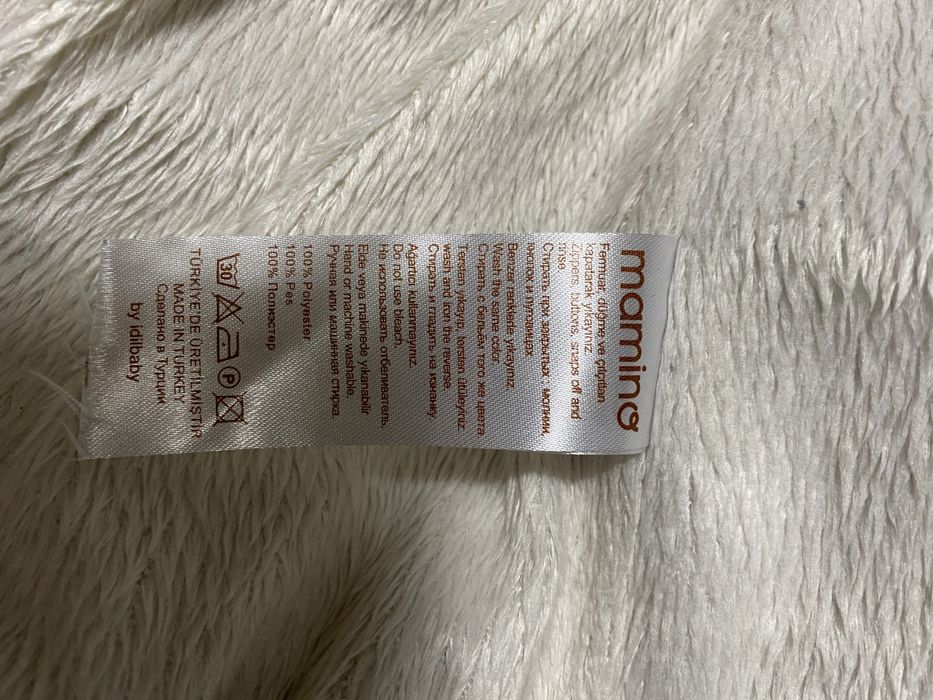 mamino
Fermuar, düğme ve çıtçıtları
kapatarak yıkayınız.
Zippers, buttons, snaps off and
rinse.
Стирать при закрытых : молнии,
кнопок и пуговицах
Benzer renklerle yıkayınız.
Wash the same color.
Стирать с бельём того же цвета.
Tersten yıkayıp, tersten ütüleyiniz
wash and iron the reverse.
Стирать и гладить на изнанку
Ağartıcı kullanmayınız.
Do not use bleach.
Не использовать отбеливатель.
Elde veya makinede yıkanabilir
Hand or machine washable.
Ручная или машинная стирка.
100% Polyester
100% Pes
100% Полиэстер
30 P
TÜRKİYE'DE ÜRETİLMİŞTİR
MADE IN TURKEY
Сделано в Турции
by idilbaby